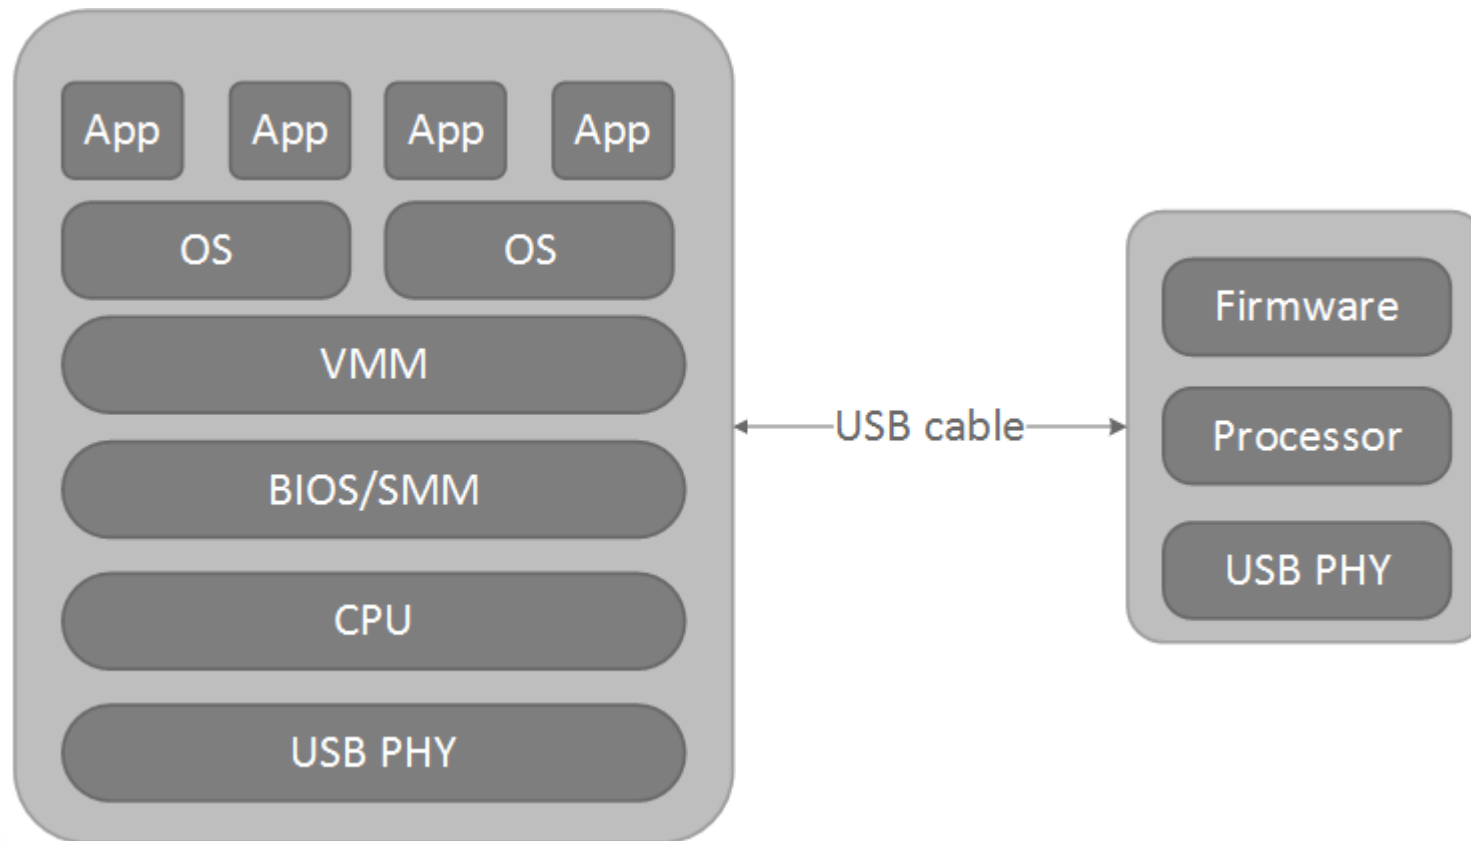 App
App
App
App
OS
OS
VMM
BIOS/SMM
CPU
USB PHY
USB cable
Firmware
Processor
USB PHY